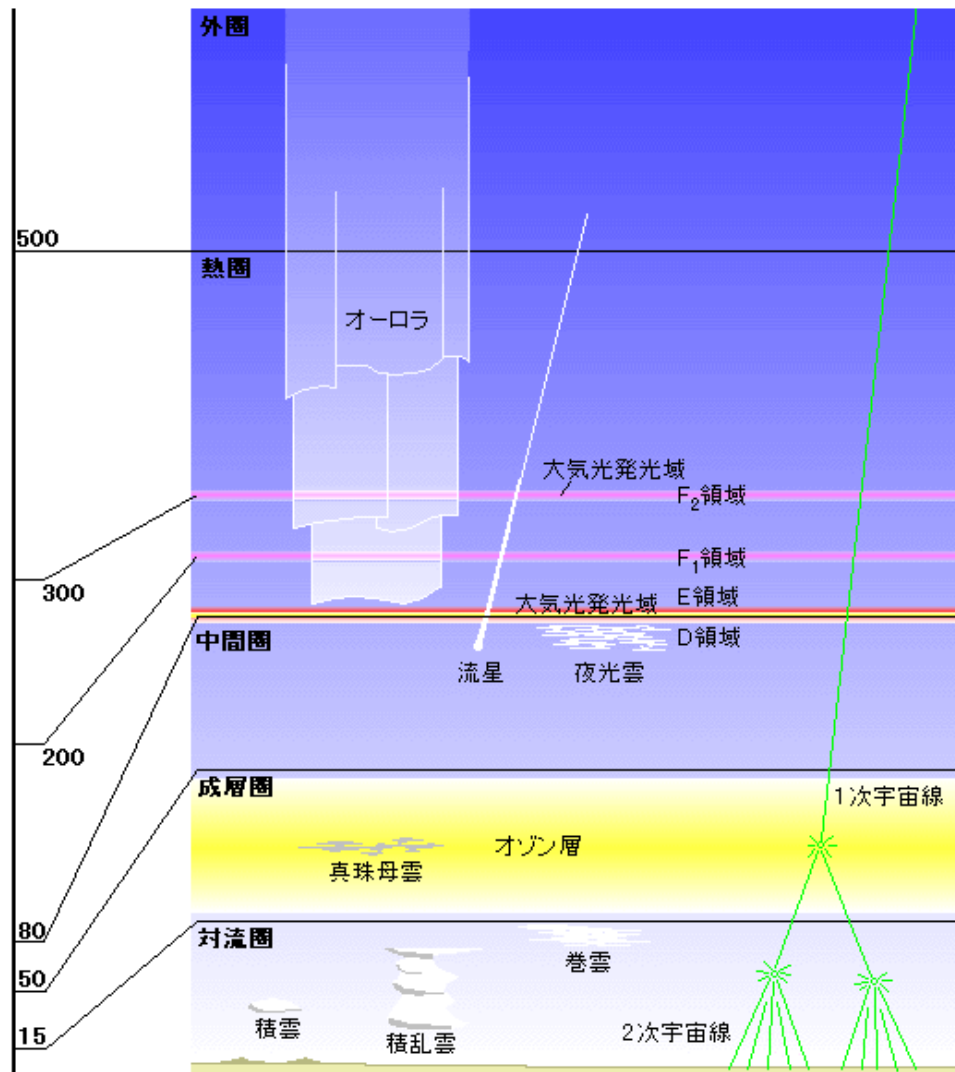 外圏
500
熱圏
オーロラ
大気光発光域
F2領域
F1領域
300
E領域
大気光発光域
中間圏
D領域
流星
夜光雲
200
成層圏
1次宇宙線
オゾン層
真珠母雲
80
対流圏
巻雲
50
積雲
積乱雲
2次宇宙線
15